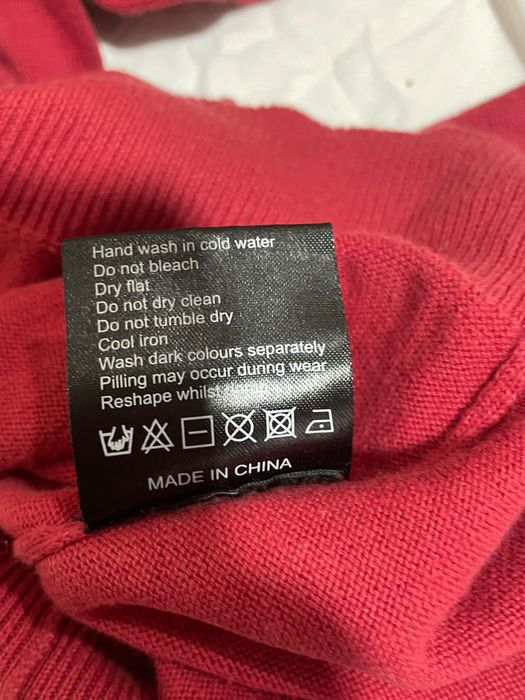 Hand wash in cold water
Do not bleach
Dry flat
Do not dry clean
Do not tumble dry
Cool iron
Wash dark colours separately
Pilling may occur during wear
Reshape whilst
MADE IN CHINA